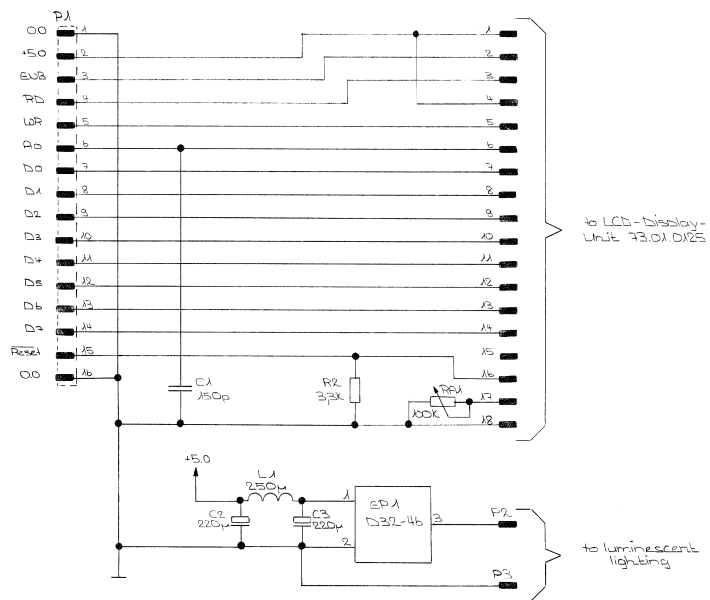 P1
0.0 1 1
+5.0 2 2
ENB 3 3
RD 4 4
WR 5 5
A0 6 6
D0 7 7
D1 8 8
D2 9 9
D3 10 10
D4 11 11
D5 12 12
D6 13 13
D7 14 14
Reset 15 15
0.0 16 16
17
18
to LCD-Display-
Unit 73.01.0125
C1
150p
R2
3,3K
RA1
100K
+5.0
L1
250µ
C2
220µ
C3
220µ
1
2
EP1
D32-46
3
P2
P3
to luminescent
lighting